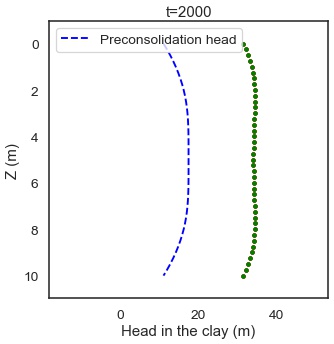 t=2000
Preconsolidation head
0
2
4
6
8
10
Z (m)
0 20 40
Head in the clay (m)